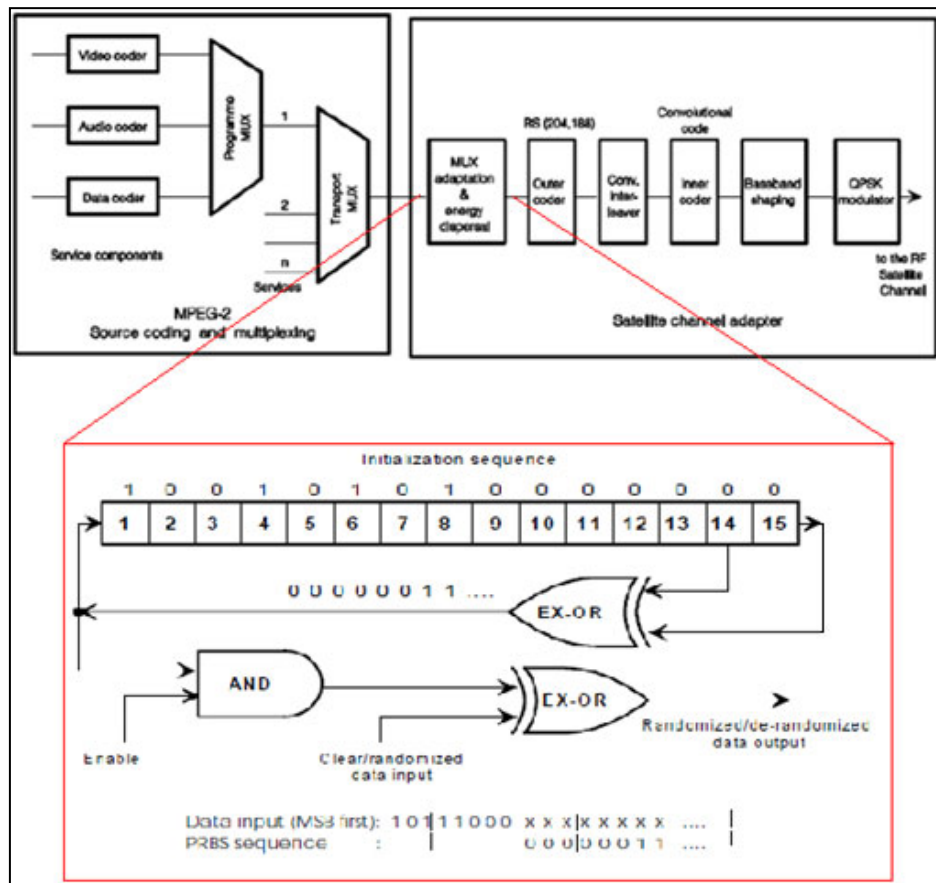 Video coder
Audio coder
Data coder
Service components
Programme
MUX
1
2
n
Services
Transport
MUX
MPEG-2
Source coding and multiplexing
MUX
adaptation
&
energy
dispersal
RS (204,188)
Outer
coder
Conv.
inter-
leaver
Convolutional
code
Inner
coder
Baseband
shaping
QPSK
modulator
to the RF
Satellite
Channel
Satellite channel adapter
Initialization sequence
1 0 0 1 0 1 0 1 0 0 0 0 0 0 0
1 2 3 4 5 6 7 8 9 10 11 12 13 14 15
0 0 0 0 0 0 1 1 ....
EX-OR
AND
EX-OR
Enable
Clear/randomized
data input
Randomized/de-randomized
data output
Data input (MSB first): 1 0 1 1 1 0 0 0 x x x x x x x x ....
PRBS sequence : 0 0 0 0 0 0 1 1 ....